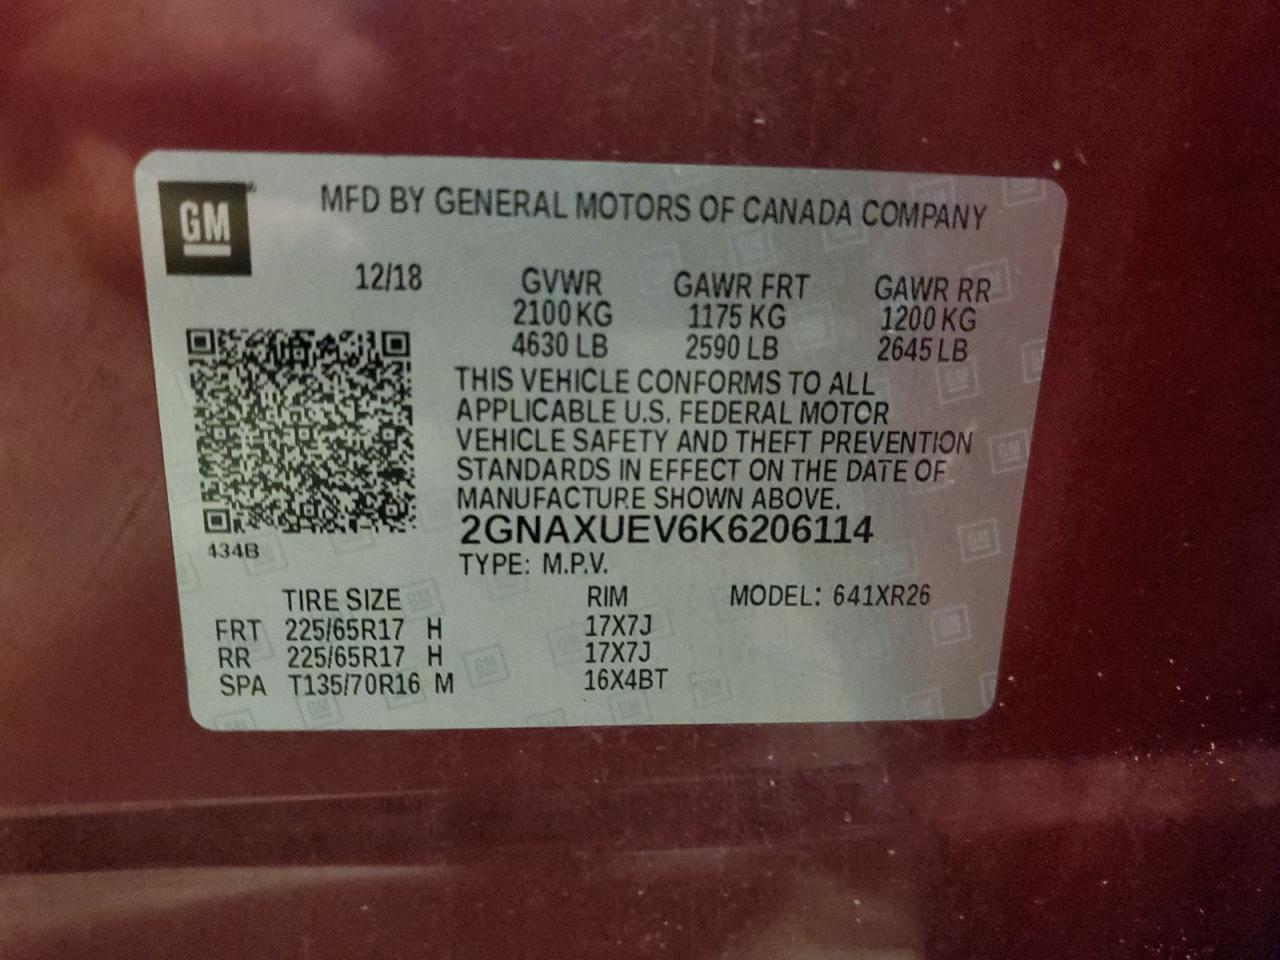 GM
MFD BY GENERAL MOTORS OF CANADA COMPANY
12/18 GVWR GAWR FRT GAWR RR
2100 KG 1175 KG 1200 KG
4630 LB 2590 LB 2645 LB
THIS VEHICLE CONFORMS TO ALL
APPLICABLE U.S. FEDERAL MOTOR
VEHICLE SAFETY AND THEFT PREVENTION
STANDARDS IN EFFECT ON THE DATE OF
MANUFACTURE SHOWN ABOVE.
2GNAXUEV6K6206114
434B
TYPE: M.P.V.
TIRE SIZE RIM MODEL: 641XR26
FRT 225/65R17 H 17X7J
RR 225/65R17 H 17X7J
SPA T135/70R16 M 16X4BT